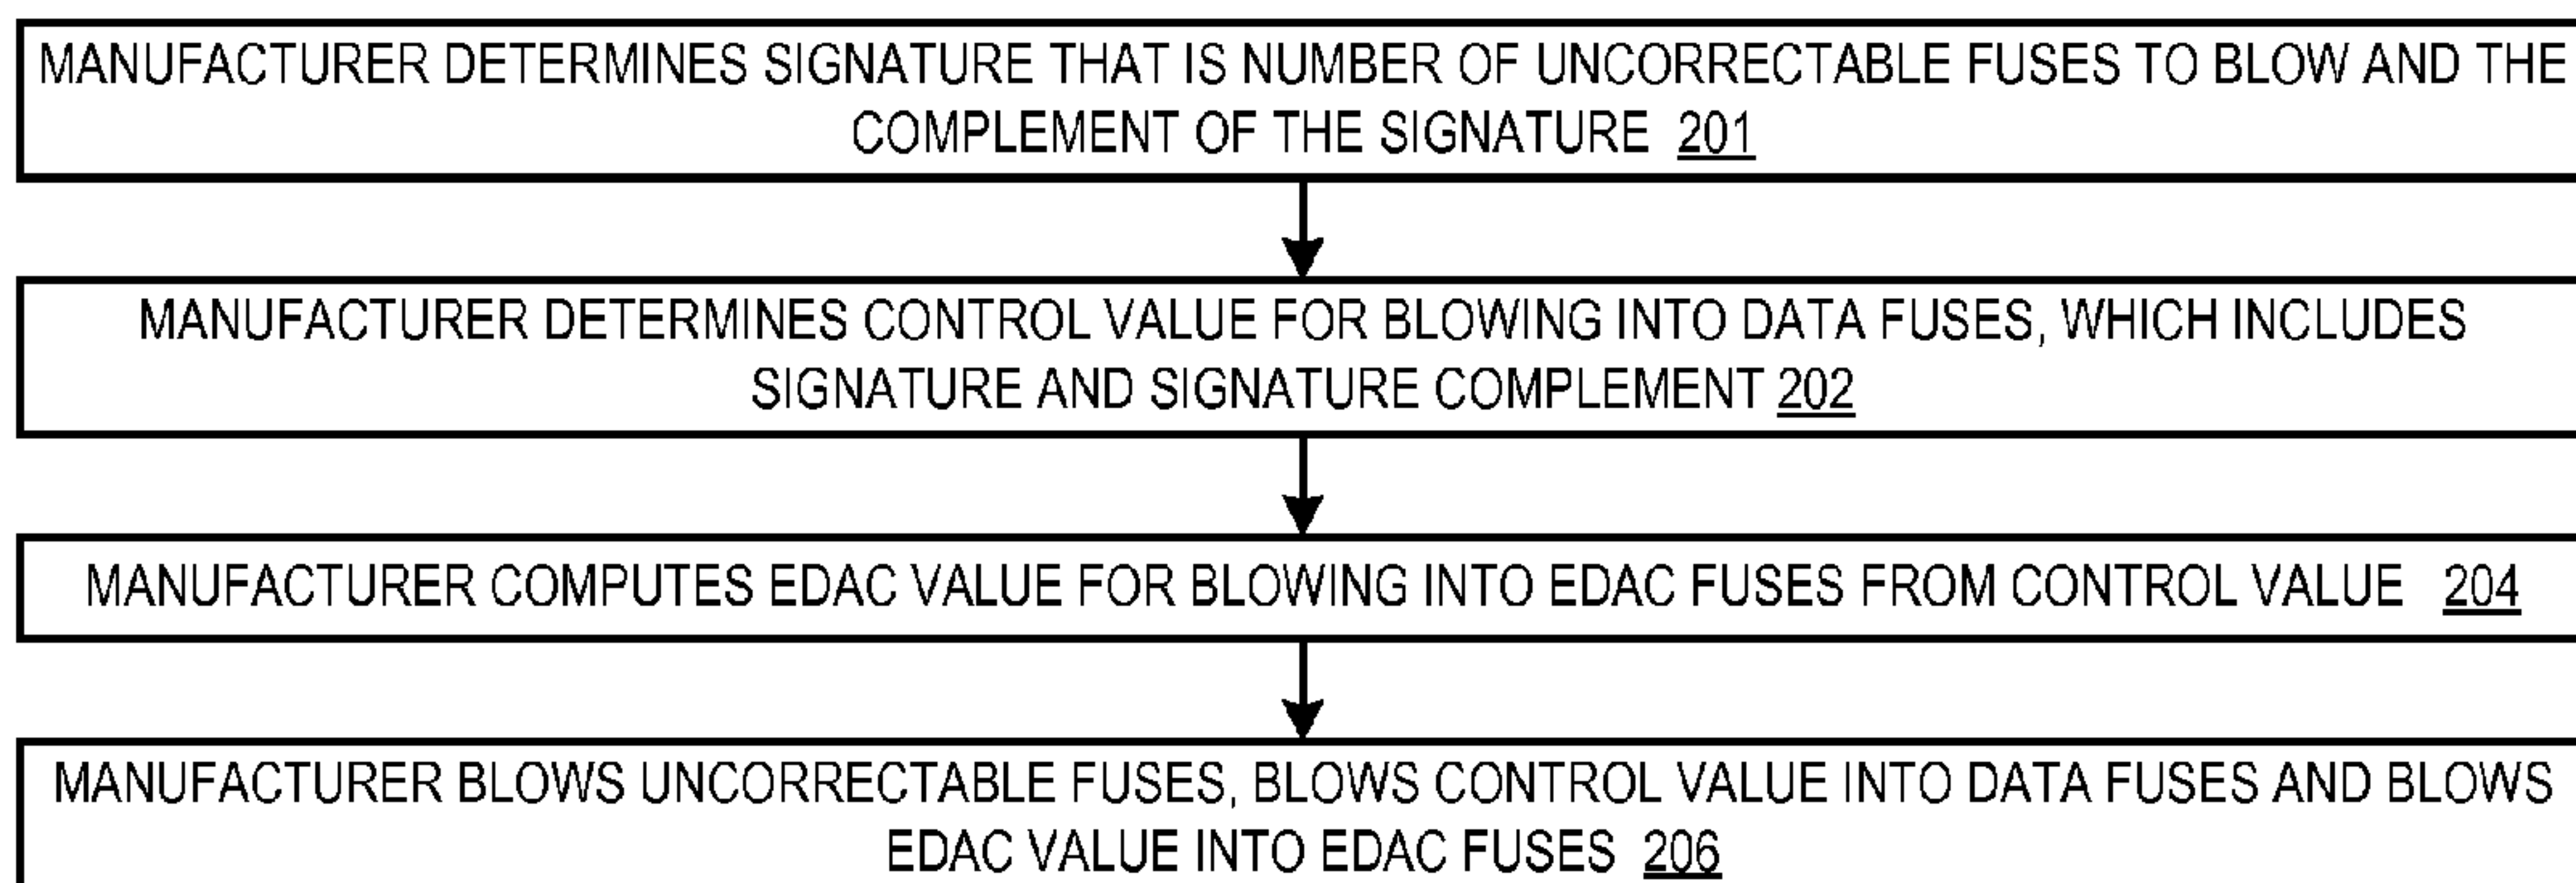 MANUFACTURER DETERMINES SIGNATURE THAT IS NUMBER OF UNCORRECTABLE FUSES TO BLOW AND THE
COMPLEMENT OF THE SIGNATURE 201
MANUFACTURER DETERMINES CONTROL VALUE FOR BLOWING INTO DATA FUSES, WHICH INCLUDES
SIGNATURE AND SIGNATURE COMPLEMENT 202
MANUFACTURER COMPUTES EDAC VALUE FOR BLOWING INTO EDAC FUSES FROM CONTROL VALUE 204
MANUFACTURER BLOWS UNCORRECTABLE FUSES, BLOWS CONTROL VALUE INTO DATA FUSES AND BLOWS
EDAC VALUE INTO EDAC FUSES 206